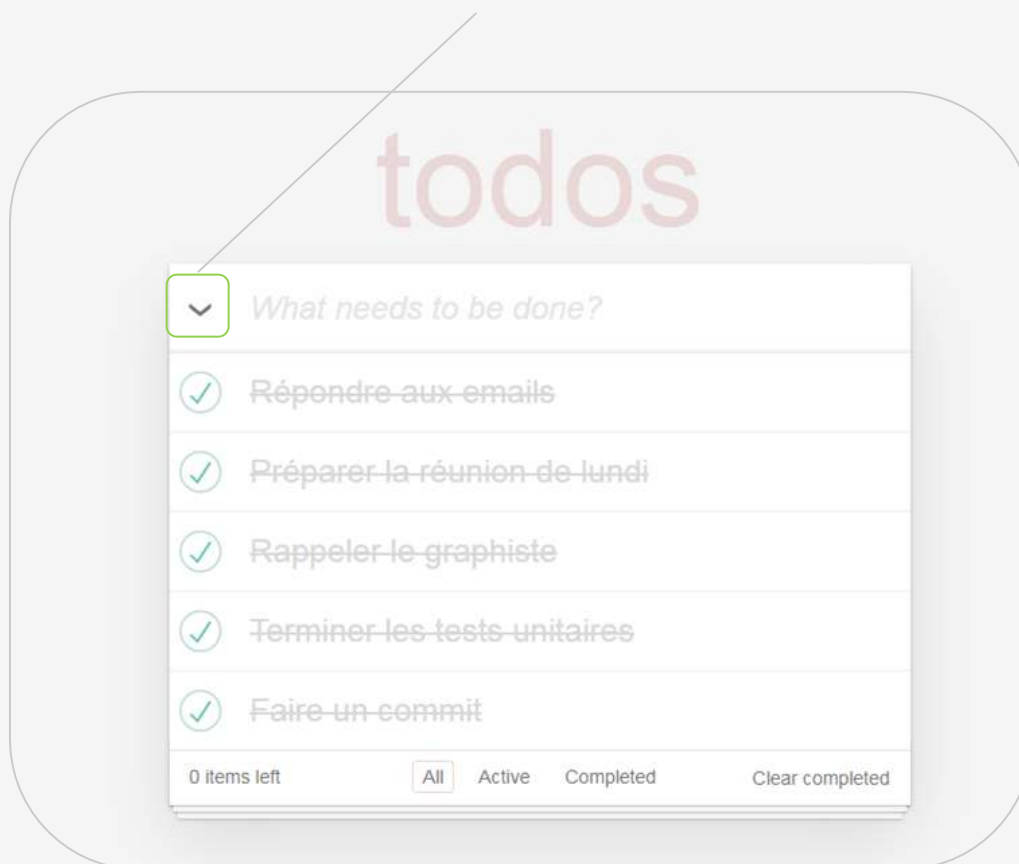 todos
What needs to be done?
Répondre aux emails
Préparer la réunion de lundi
Rappeler le graphiste
Terminer les tests unitaires
Faire un commit
0 items left All Active Completed Clear completed